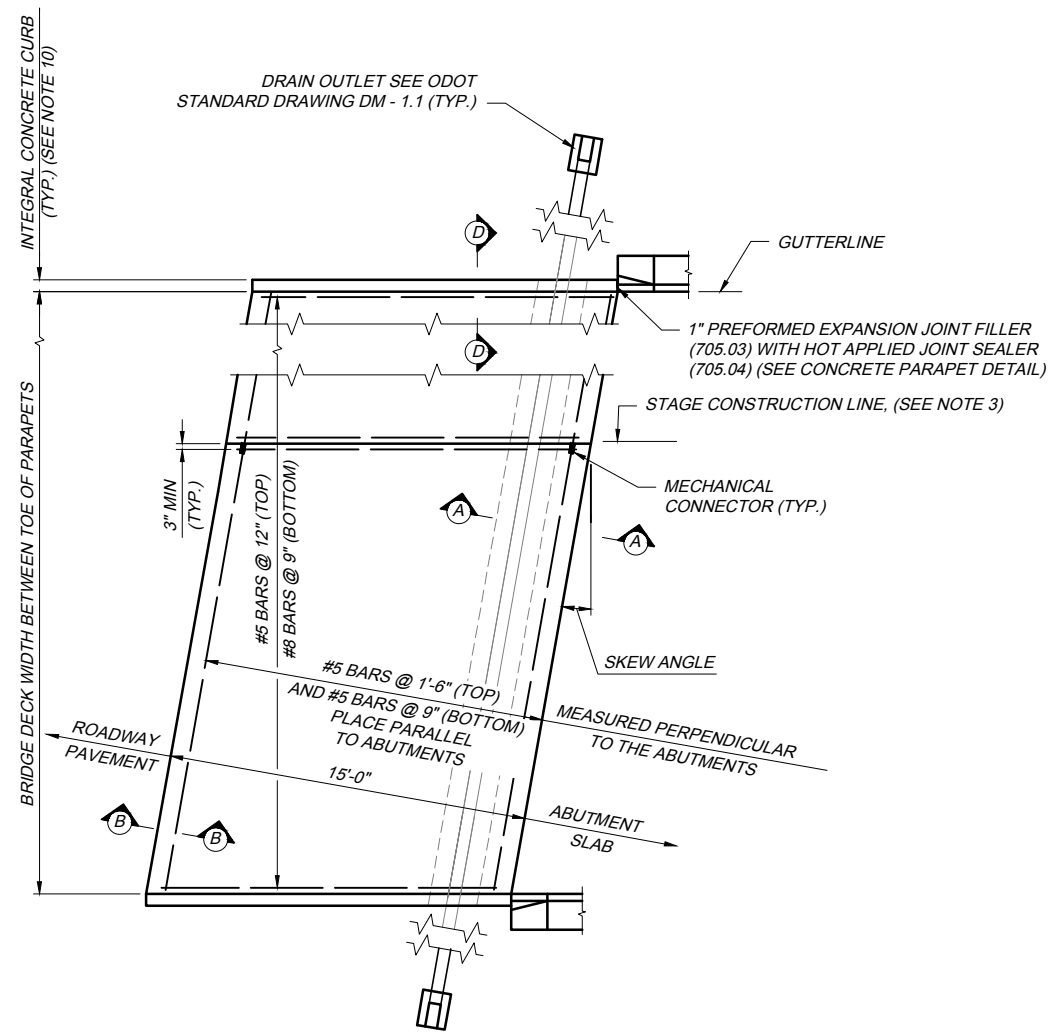 INTEGRAL CONCRETE CURB
(TYP.) (SEE NOTE 10)
DRAIN OUTLET SEE ODOT
STANDARD DRAWING DM - 1.1 (TYP.)
D
GUTTERLINE
D
1" PREFORMED EXPANSION JOINT FILLER
(705.03) WITH HOT APPLIED JOINT SEALER
(705.04) (SEE CONCRETE PARAPET DETAIL)
STAGE CONSTRUCTION LINE, (SEE NOTE 3)
BRIDGE DECK WIDTH BETWEEN TOE OF PARAPETS
3" MIN
(TYP.)
MECHANICAL
CONNECTOR (TYP.)
A
A
#5 BARS @ 12" (TOP)
#8 BARS @ 9" (BOTTOM)
SKEW ANGLE
#5 BARS @ 1'-6" (TOP)
AND #5 BARS @ 9" (BOTTOM)
PLACE PARALLEL
TO ABUTMENTS
MEASURED PERPENDICULAR
TO THE ABUTMENTS
ROADWAY
PAVEMENT
15'-0"
ABUTMENT
SLAB
B
B